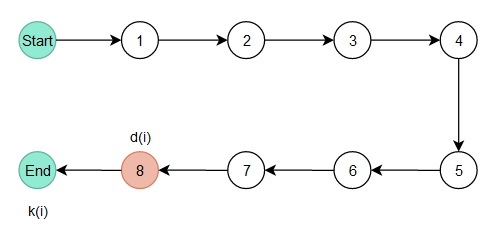 Start 1 2 3 4
d(i)
End 8 7 6 5
k(i)